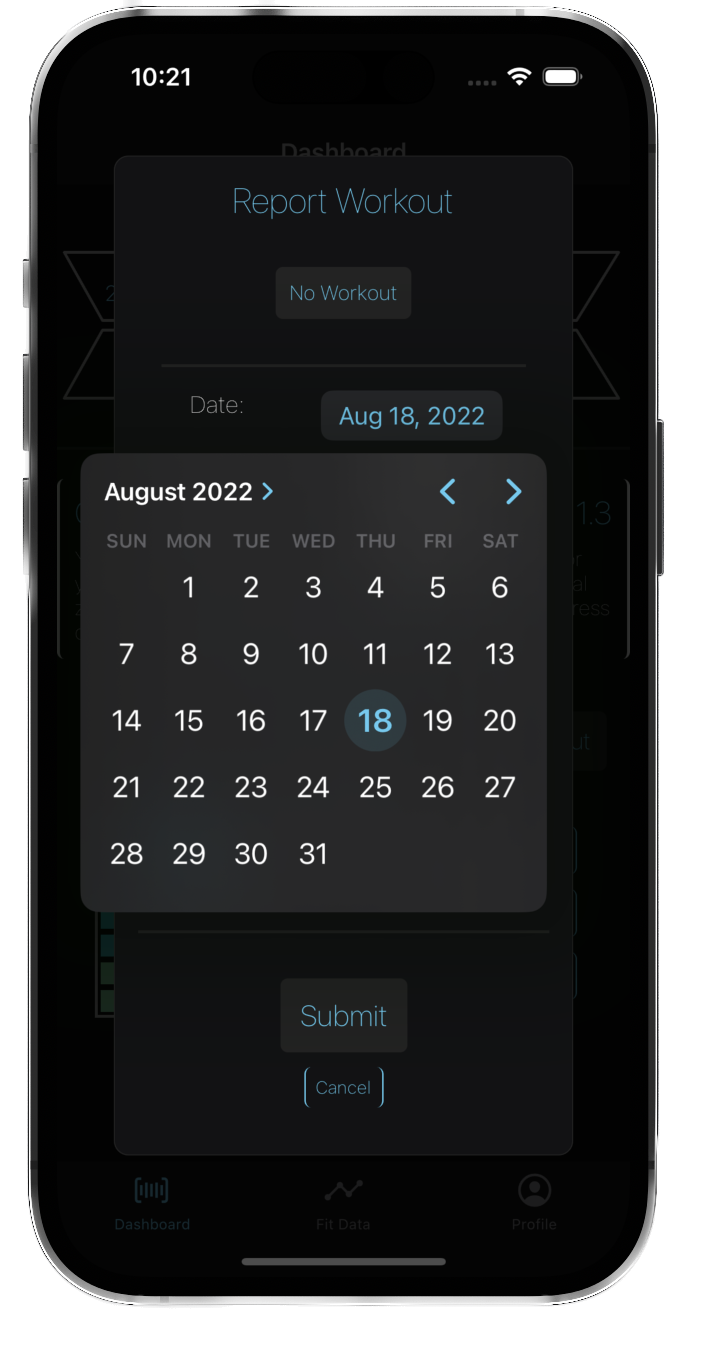 10:21
Dashboard
Report Workout
No Workout
Date:
Aug 18, 2022
August 2022
1.3
SUN MON TUE WED THU FRI SAT
1 2 3 4 5 6
7 8 9 10 11 12 13
14 15 16 17 18 19 20
21 22 23 24 25 26 27
28 29 30 31
Submit
Cancel
Dashboard Fit Data Profile